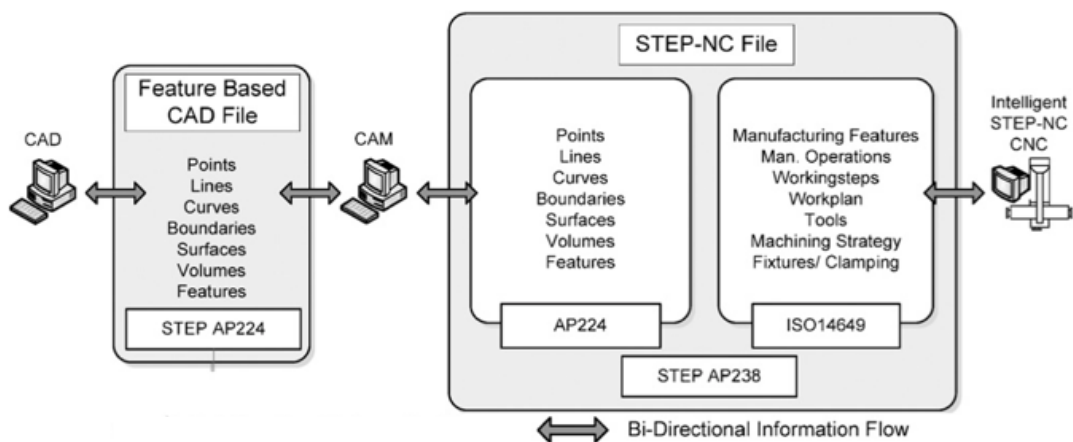 CAD
Feature Based
CAD File
Points
Lines
Curves
Boundaries
Surfaces
Volumes
Features
STEP AP224
CAM
STEP-NC File
Points
Lines
Curves
Boundaries
Surfaces
Volumes
Features
AP224
Manufacturing Features
Man. Operations
Workingsteps
Workplan
Tools
Machining Strategy
Fixtures/ Clamping
ISO14649
STEP AP238
Intelligent
STEP-NC
CNC
Bi-Directional Information Flow